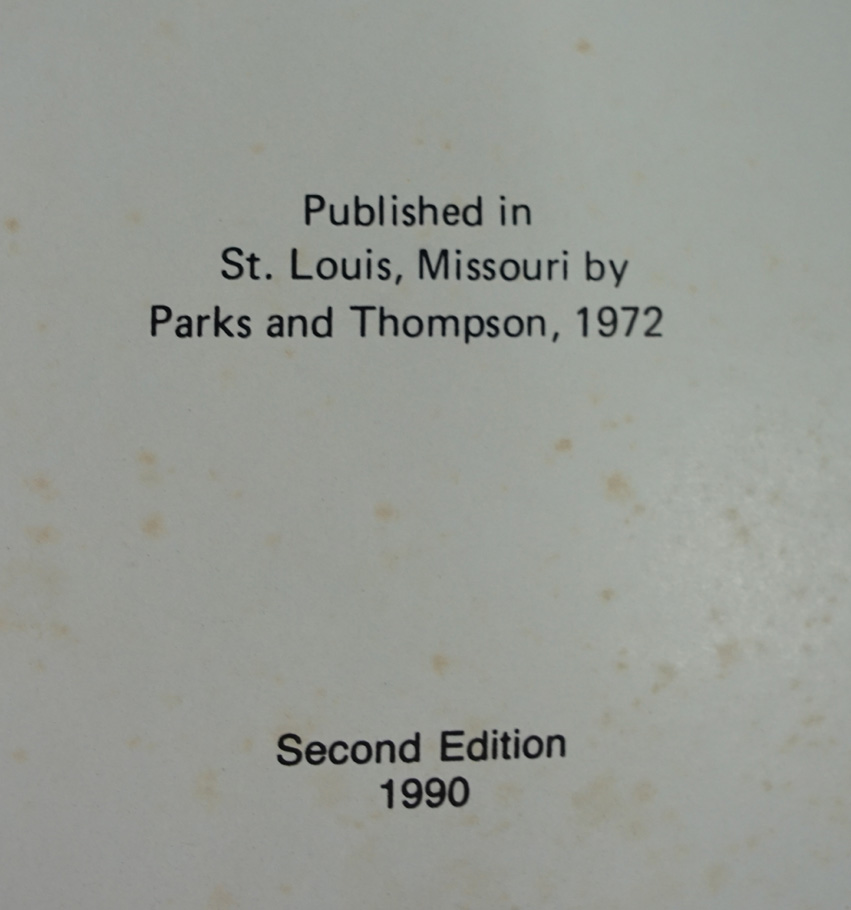 Published in
St. Louis, Missouri by
Parks and Thompson, 1972
Second Edition
1990